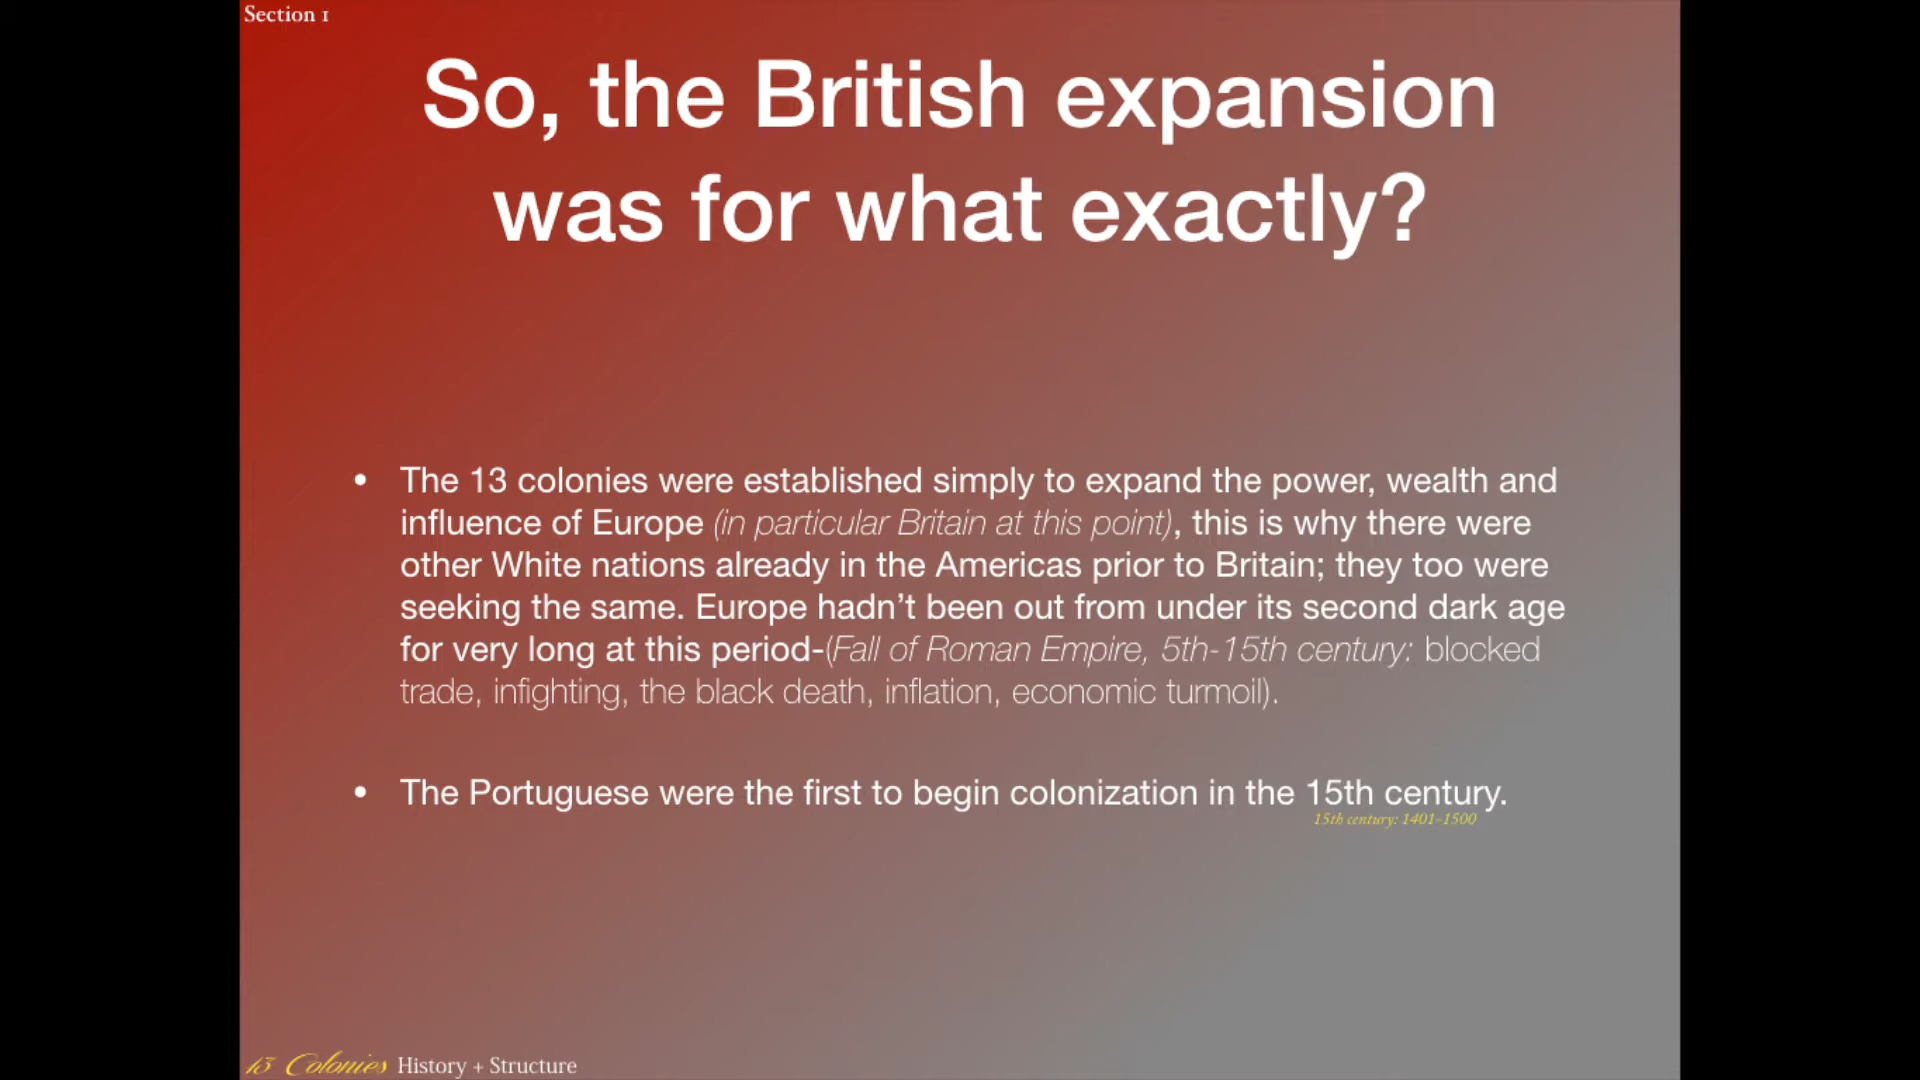 Section 1
So, the British expansion
was for what exactly?
• The 13 colonies were established simply to expand the power, wealth and
influence of Europe (in particular Britain at this point), this is why there were
other White nations already in the Americas prior to Britain; they too were
seeking the same. Europe hadn’t been out from under its second dark age
for very long at this period-(Fall of Roman Empire, 5th-15th century: blocked
trade, infighting, the black death, inflation, economic turmoil).
• The Portuguese were the first to begin colonization in the 15th century.
15th century: 1401-1500
13 Colonies History + Structure